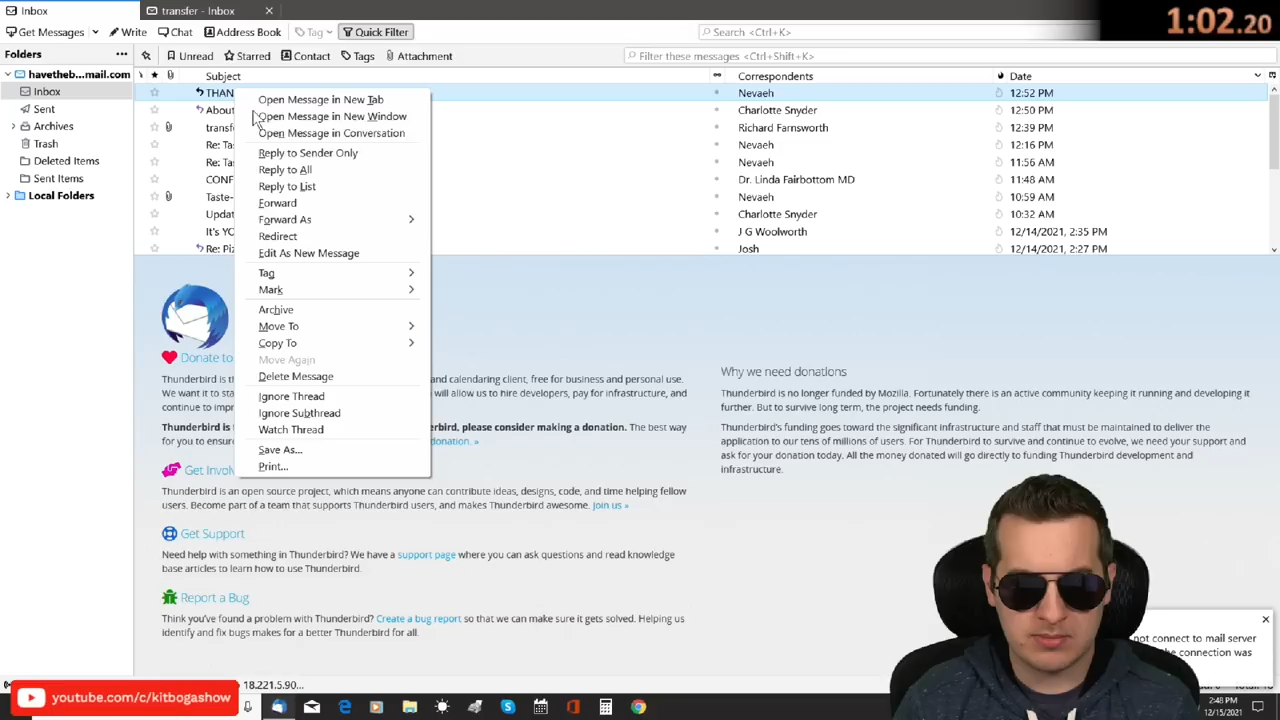 Inbox
transfer - Inbox
1:02.20
Get Messages
Write
Chat
Address Book
Tag
Quick Filter
Search <Ctrl+K>
Folders
Unread
Starred
Contact
Tags
Attachment
Filter these messages <Ctrl+Shift+K>
havetheb...mail.com
Subject
Correspondents
Date
Inbox
THAN
Nevaeh
12:52 PM
Sent
About
Charlotte Snyder
12:50 PM
Archives
transf
Richard Farnsworth
12:39 PM
Trash
Re: Ta
Nevaeh
12:16 PM
Deleted Items
Re: Ta
Nevaeh
11:56 AM
Sent Items
CONF
Dr. Linda Fairbottom MD
11:48 AM
Local Folders
Taste-
Nevaeh
10:59 AM
Updat
Charlotte Snyder
10:32 AM
It's YO
J G Woolworth
12/14/2021, 2:35 PM
Re: Piz
Josh
12/14/2021, 2:27 PM
Open Message in New Tab
Open Message in New Window
Open Message in Conversation
Reply to Sender Only
Reply to All
Reply to List
Forward
Forward As
Redirect
Edit As New Message
Tag
Mark
Archive
Move To
Copy To
Move Again
Delete Message
Ignore Thread
Ignore Subthread
Watch Thread
Save As...
Print...
Donate to
Thunderbird is th
and calendaring client, free for business and personal use.
We want it to sta
will allow us to hire developers, pay for infrastructure, and
continue to impro
Thunderbird is f
rbird, please consider making a donation. The best way
for you to ensure
donation. »
Get Involv
Thunderbird is an open source project, which means anyone can contribute ideas, designs, code, and time helping fellow
users. Become part of a team that supports Thunderbird users, and makes Thunderbird awesome. Join us »
Get Support
Need help with something in Thunderbird? We have a support page where you can ask questions and read knowledge
base articles to learn how to use Thunderbird.
Report a Bug
Think you've found a problem with Thunderbird? Create a bug report so that we can make sure it gets solved. Helping us
identify and fix bugs makes for a better Thunderbird for all.
Why we need donations
Thunderbird is no longer funded by Mozilla. Fortunately there is an active community keeping it running and developing it
further. But to survive long term, the project needs funding.
Thunderbird's funding goes toward the significant infrastructure and staff that must be maintained to deliver the
application to our tens of millions of users. For Thunderbird to survive and continue to evolve, we need your support and
ask for your donation today. All the money donated will go directly to funding Thunderbird development and
infrastructure.
not connect to mail server
the connection was
18.221.5.90...
youtube.com/c/kitbogashow
2:48 PM
12/15/2021